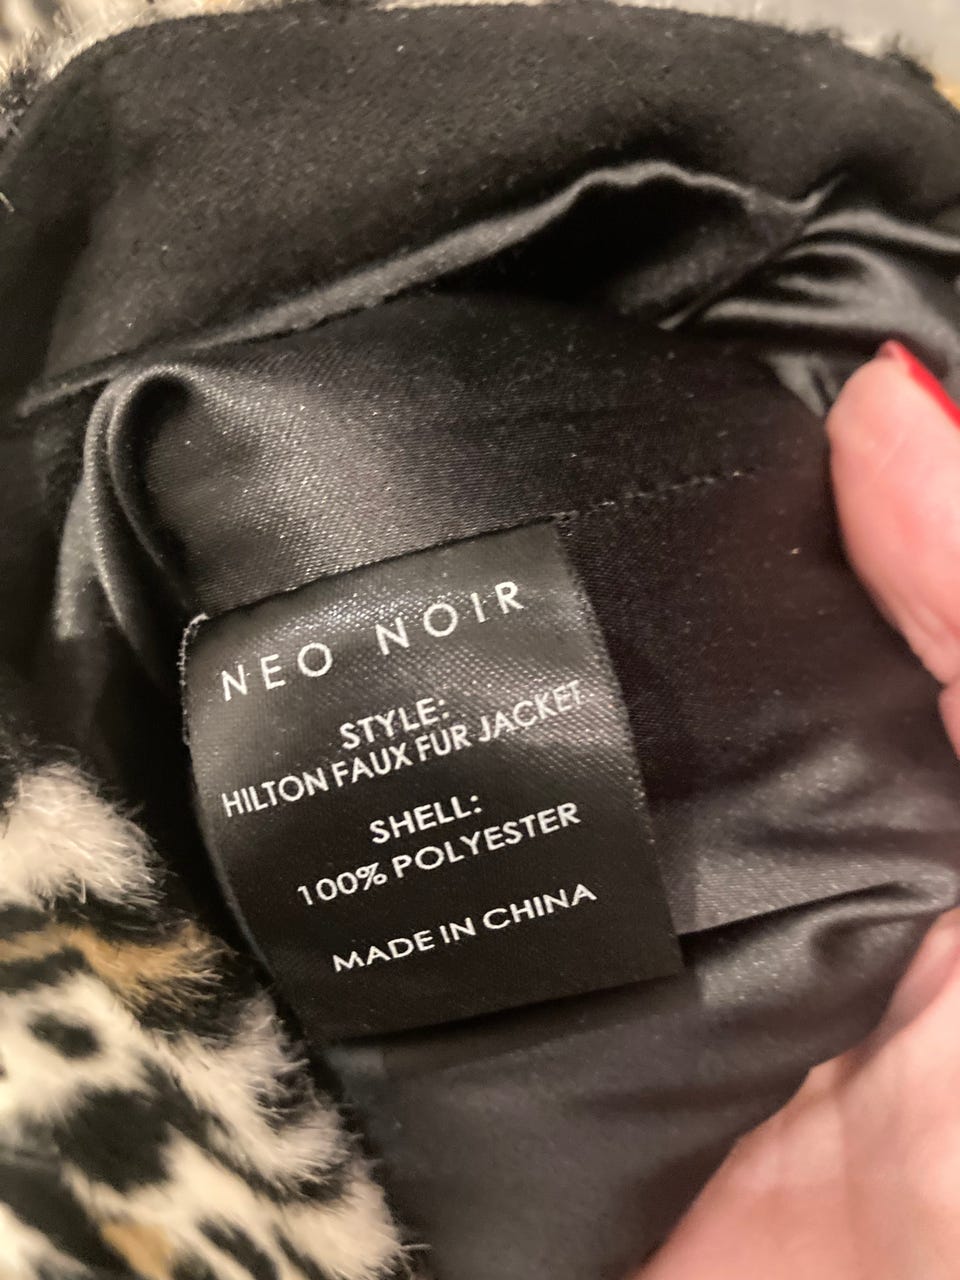 NEO NOIR
STYLE:
HILTON FAUX FUR JACKET
SHELL:
100% POLYESTER
MADE IN CHINA